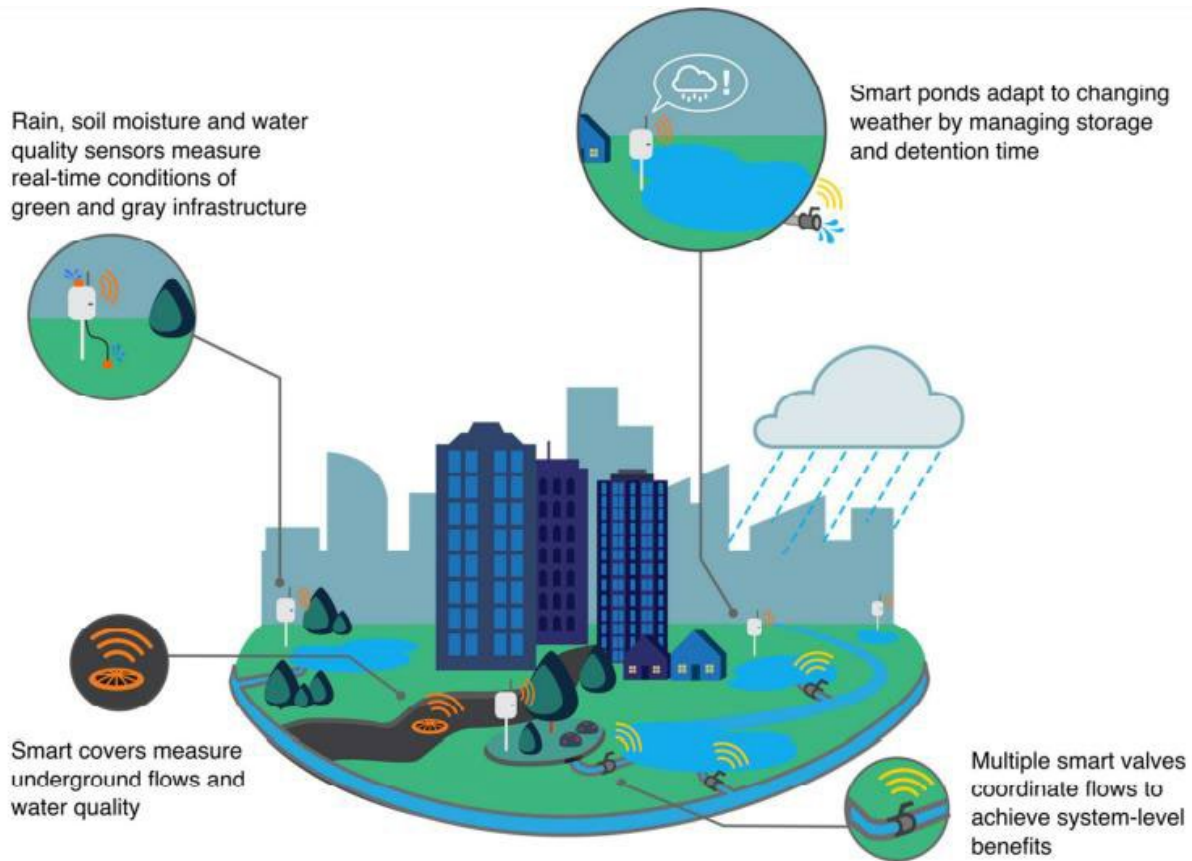 Rain, soil moisture and water
quality sensors measure
real-time conditions of
green and gray infrastructure
!
Smart ponds adapt to changing
weather by managing storage
and detention time
Smart covers measure
underground flows and
water quality
Multiple smart valves
coordinate flows to
achieve system-level
benefits